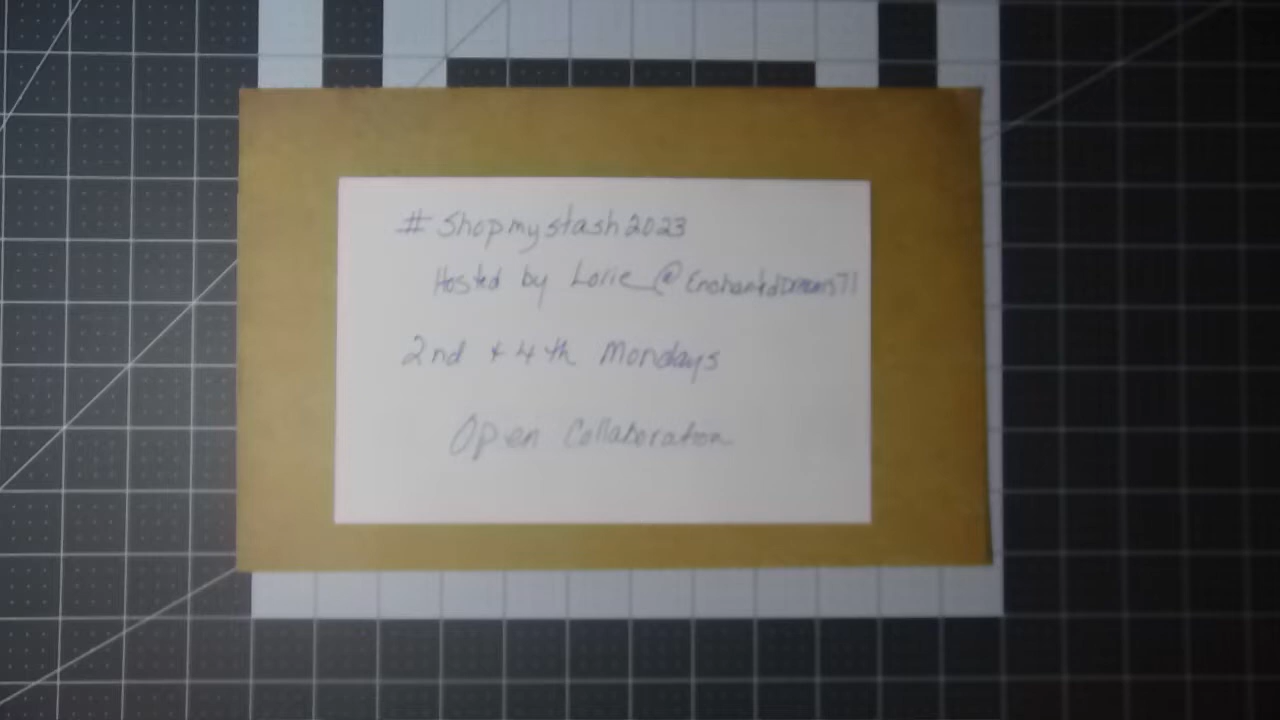 #Shopmystash2023
Hosted by Lorie @EnchantedDreams71
2nd + 4th Mondays
Open Collaboration